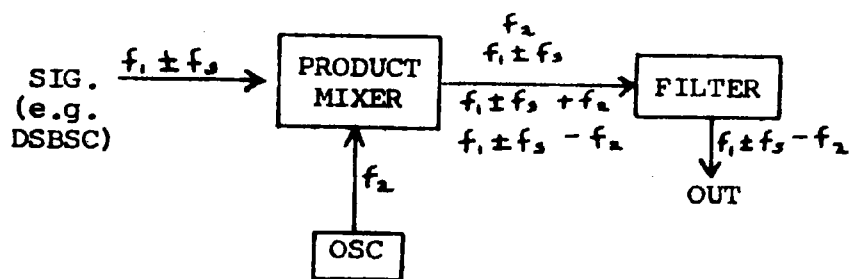 SIG.
(e.g.
DSBSC)
f₁ ± fₛ
PRODUCT
MIXER
f₂
OSC
f₂
f₁ ± fₛ
f₁ ± fₛ + f₂
f₁ ± fₛ - f₂
FILTER
f₁ ± fₛ - f₂
OUT